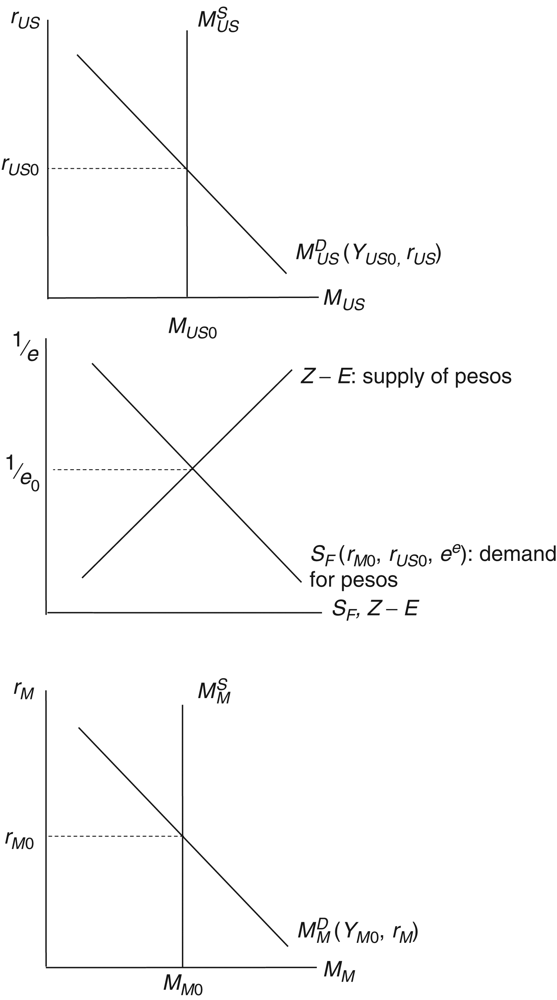 r_US
M^S_US
r_US0
M^D_US (Y_US0, r_US)
M_US
M_US0
1/e
Z – E: supply of pesos
1/e_0
S_F (r_M0, r_US0, e^e): demand
for pesos
S_F, Z – E
r_M
M^S_M
r_M0
M^D_M (Y_M0, r_M)
M_M
M_M0